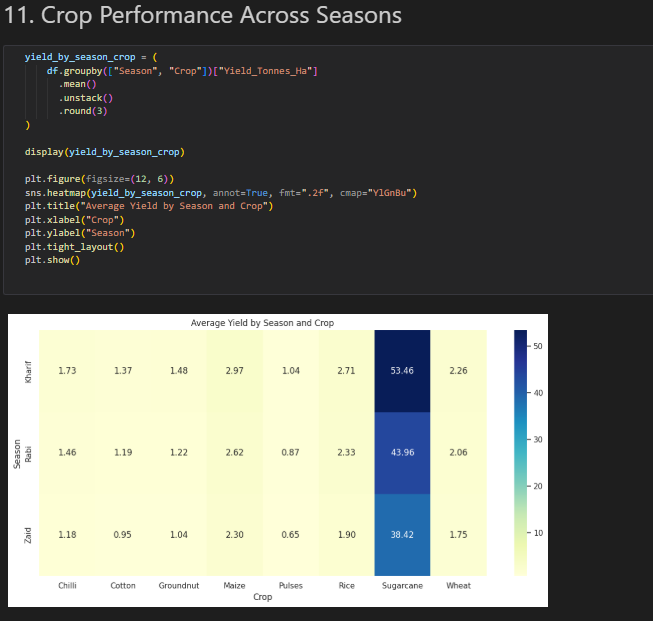 11. Crop Performance Across Seasons
yield_by_season_crop = (
df.groupby(["Season", "Crop"])["Yield_Tonnes_Ha"]
.mean()
.unstack()
.round(3)
)
display(yield_by_season_crop)
plt.figure(figsize=(12, 6))
sns.heatmap(yield_by_season_crop, annot=True, fmt=".2f", cmap="YlGnBu")
plt.title("Average Yield by Season and Crop")
plt.xlabel("Crop")
plt.ylabel("Season")
plt.tight_layout()
plt.show()
Average Yield by Season and Crop
Kharif 1.73 1.37 1.48 2.97 1.04 2.71 53.46 2.26
Season
Rabi 1.46 1.19 1.22 2.62 0.87 2.33 43.96 2.06
Zaid 1.18 0.95 1.04 2.30 0.65 1.90 38.42 1.75
Chilli Cotton Groundnut Maize Pulses Rice Sugarcane Wheat
Crop
50
40
30
20
10